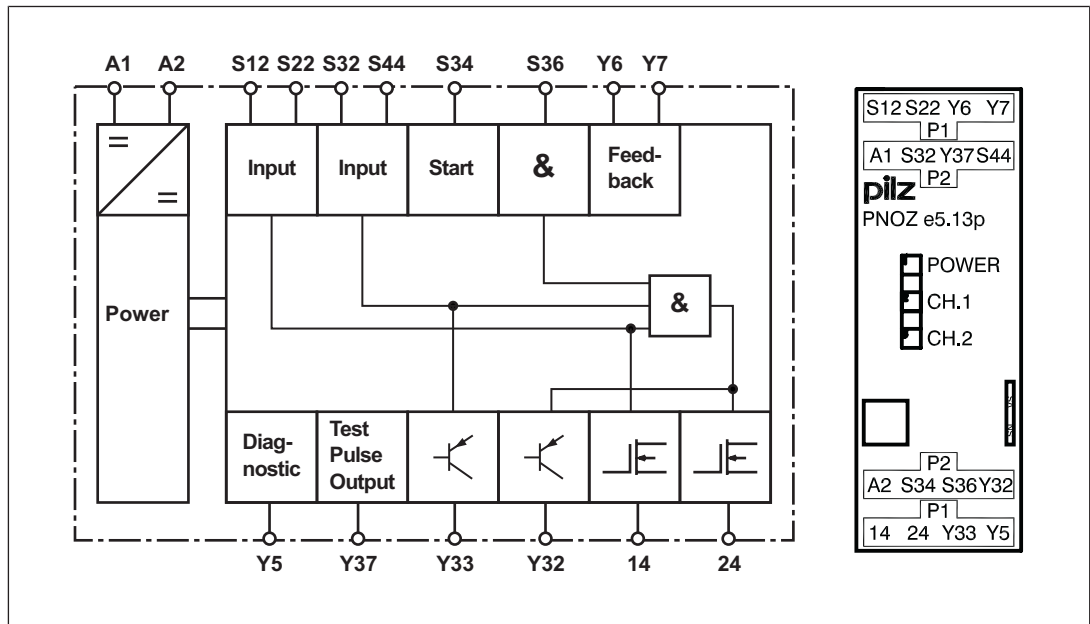 A1 A2 S12 S22 S32 S44 S34 S36 Y6 Y7
Input Input Start & Feed-
back
Power
&
Diag-
nostic
Test
Pulse
Output
Y5 Y37 Y33 Y32 14 24
S12 S22 Y6 Y7
P1
A1 S32 Y37 S44
P2
pilz
PNOZ e5.13p
POWER
CH.1
CH.2
P2
A2 S34 S36 Y32
P1
14 24 Y33 Y5